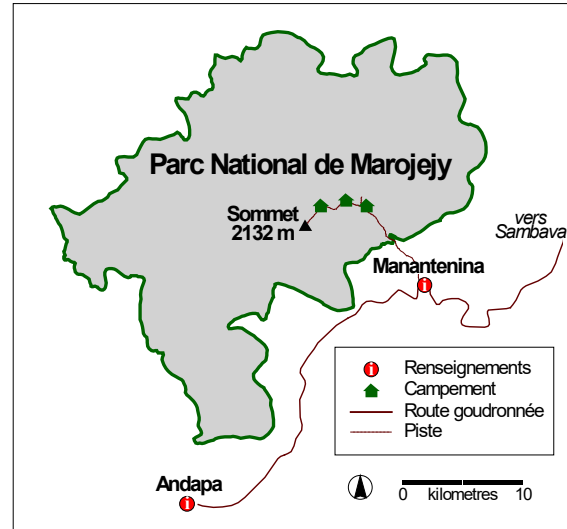 Parc National de Marojejy
Sommet
2132 m
vers
Sambava
Manantenina
i
Renseignements
i
Campement
Route goudronnée
Piste
Andapa
i
0 kilometres 10